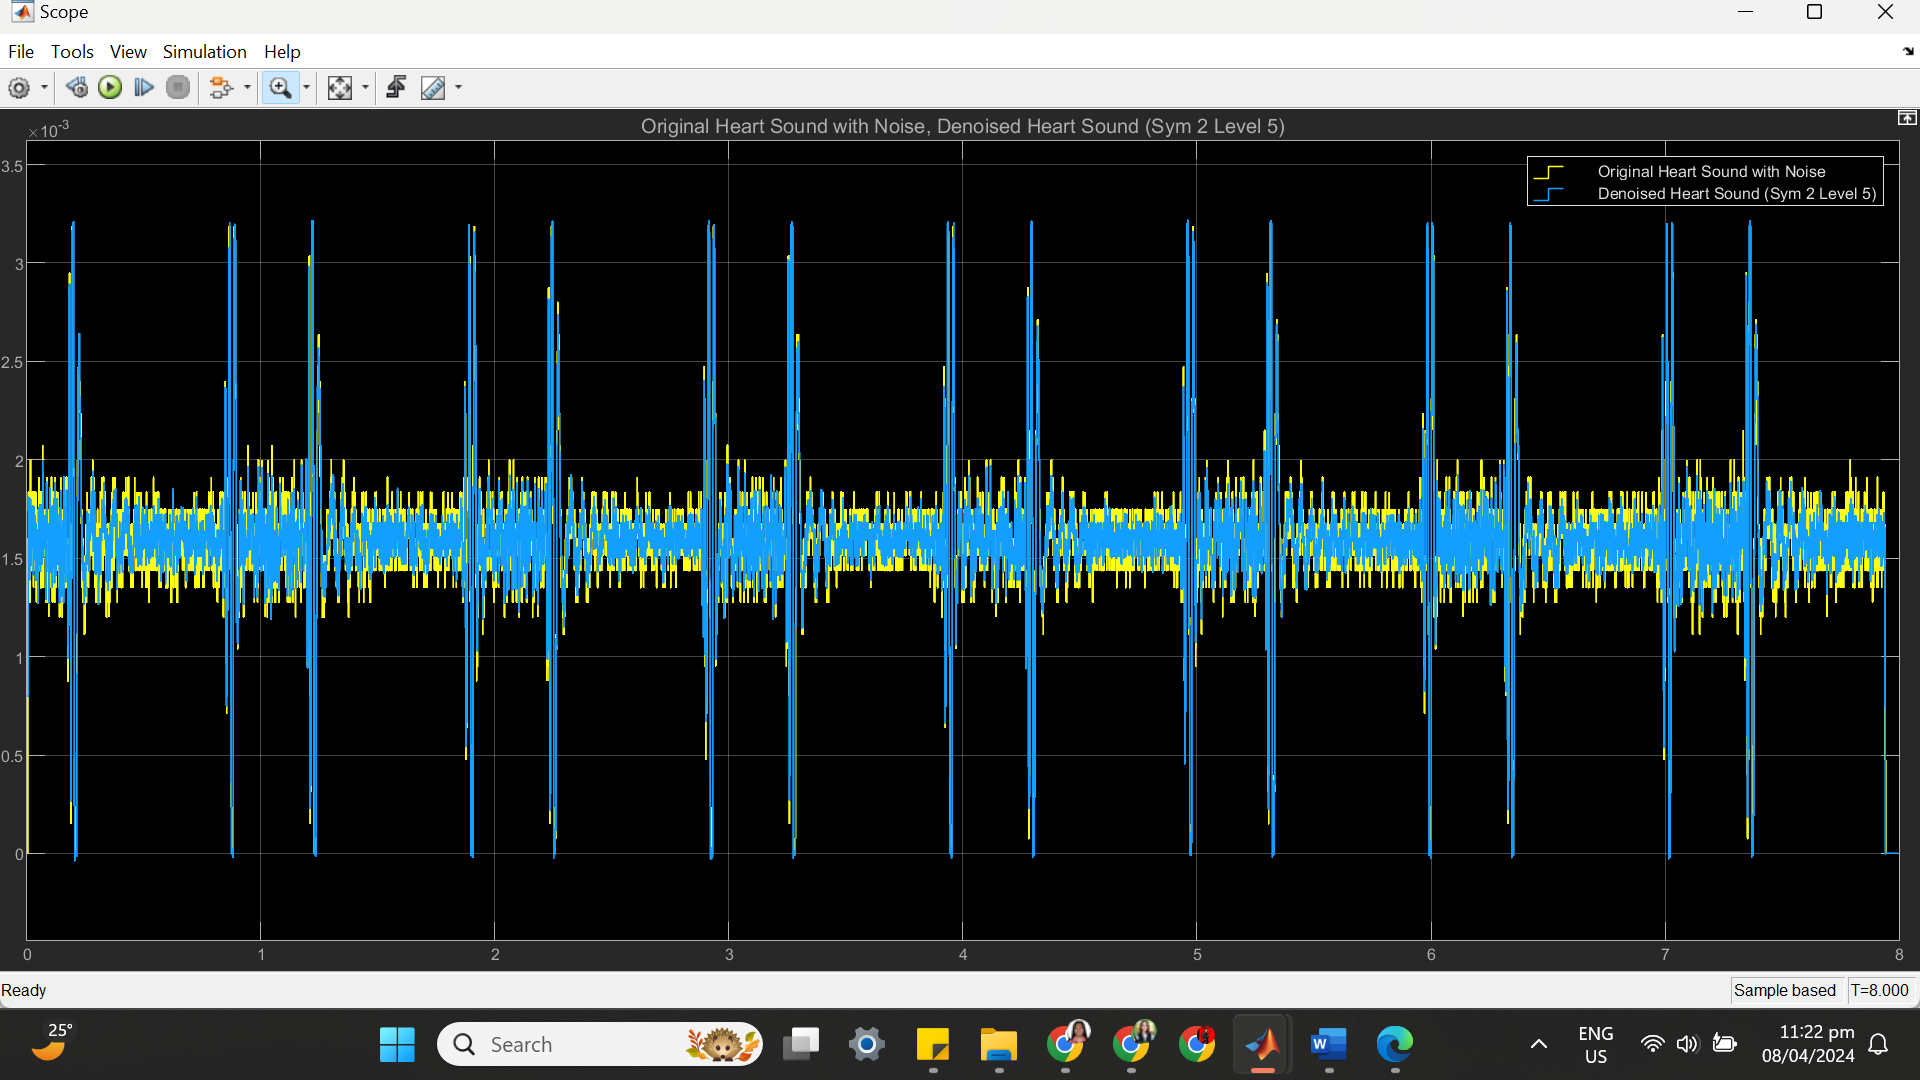 Scope
File Tools View Simulation Help
×10-3
Original Heart Sound with Noise, Denoised Heart Sound (Sym 2 Level 5)
Original Heart Sound with Noise
Denoised Heart Sound (Sym 2 Level 5)
3.5
3
2.5
2
1.5
1
0.5
0
0 1 2 3 4 5 6 7 8
Ready
Sample based T=8.000
25°
Search
W
ENG
US
11:22 pm
08/04/2024